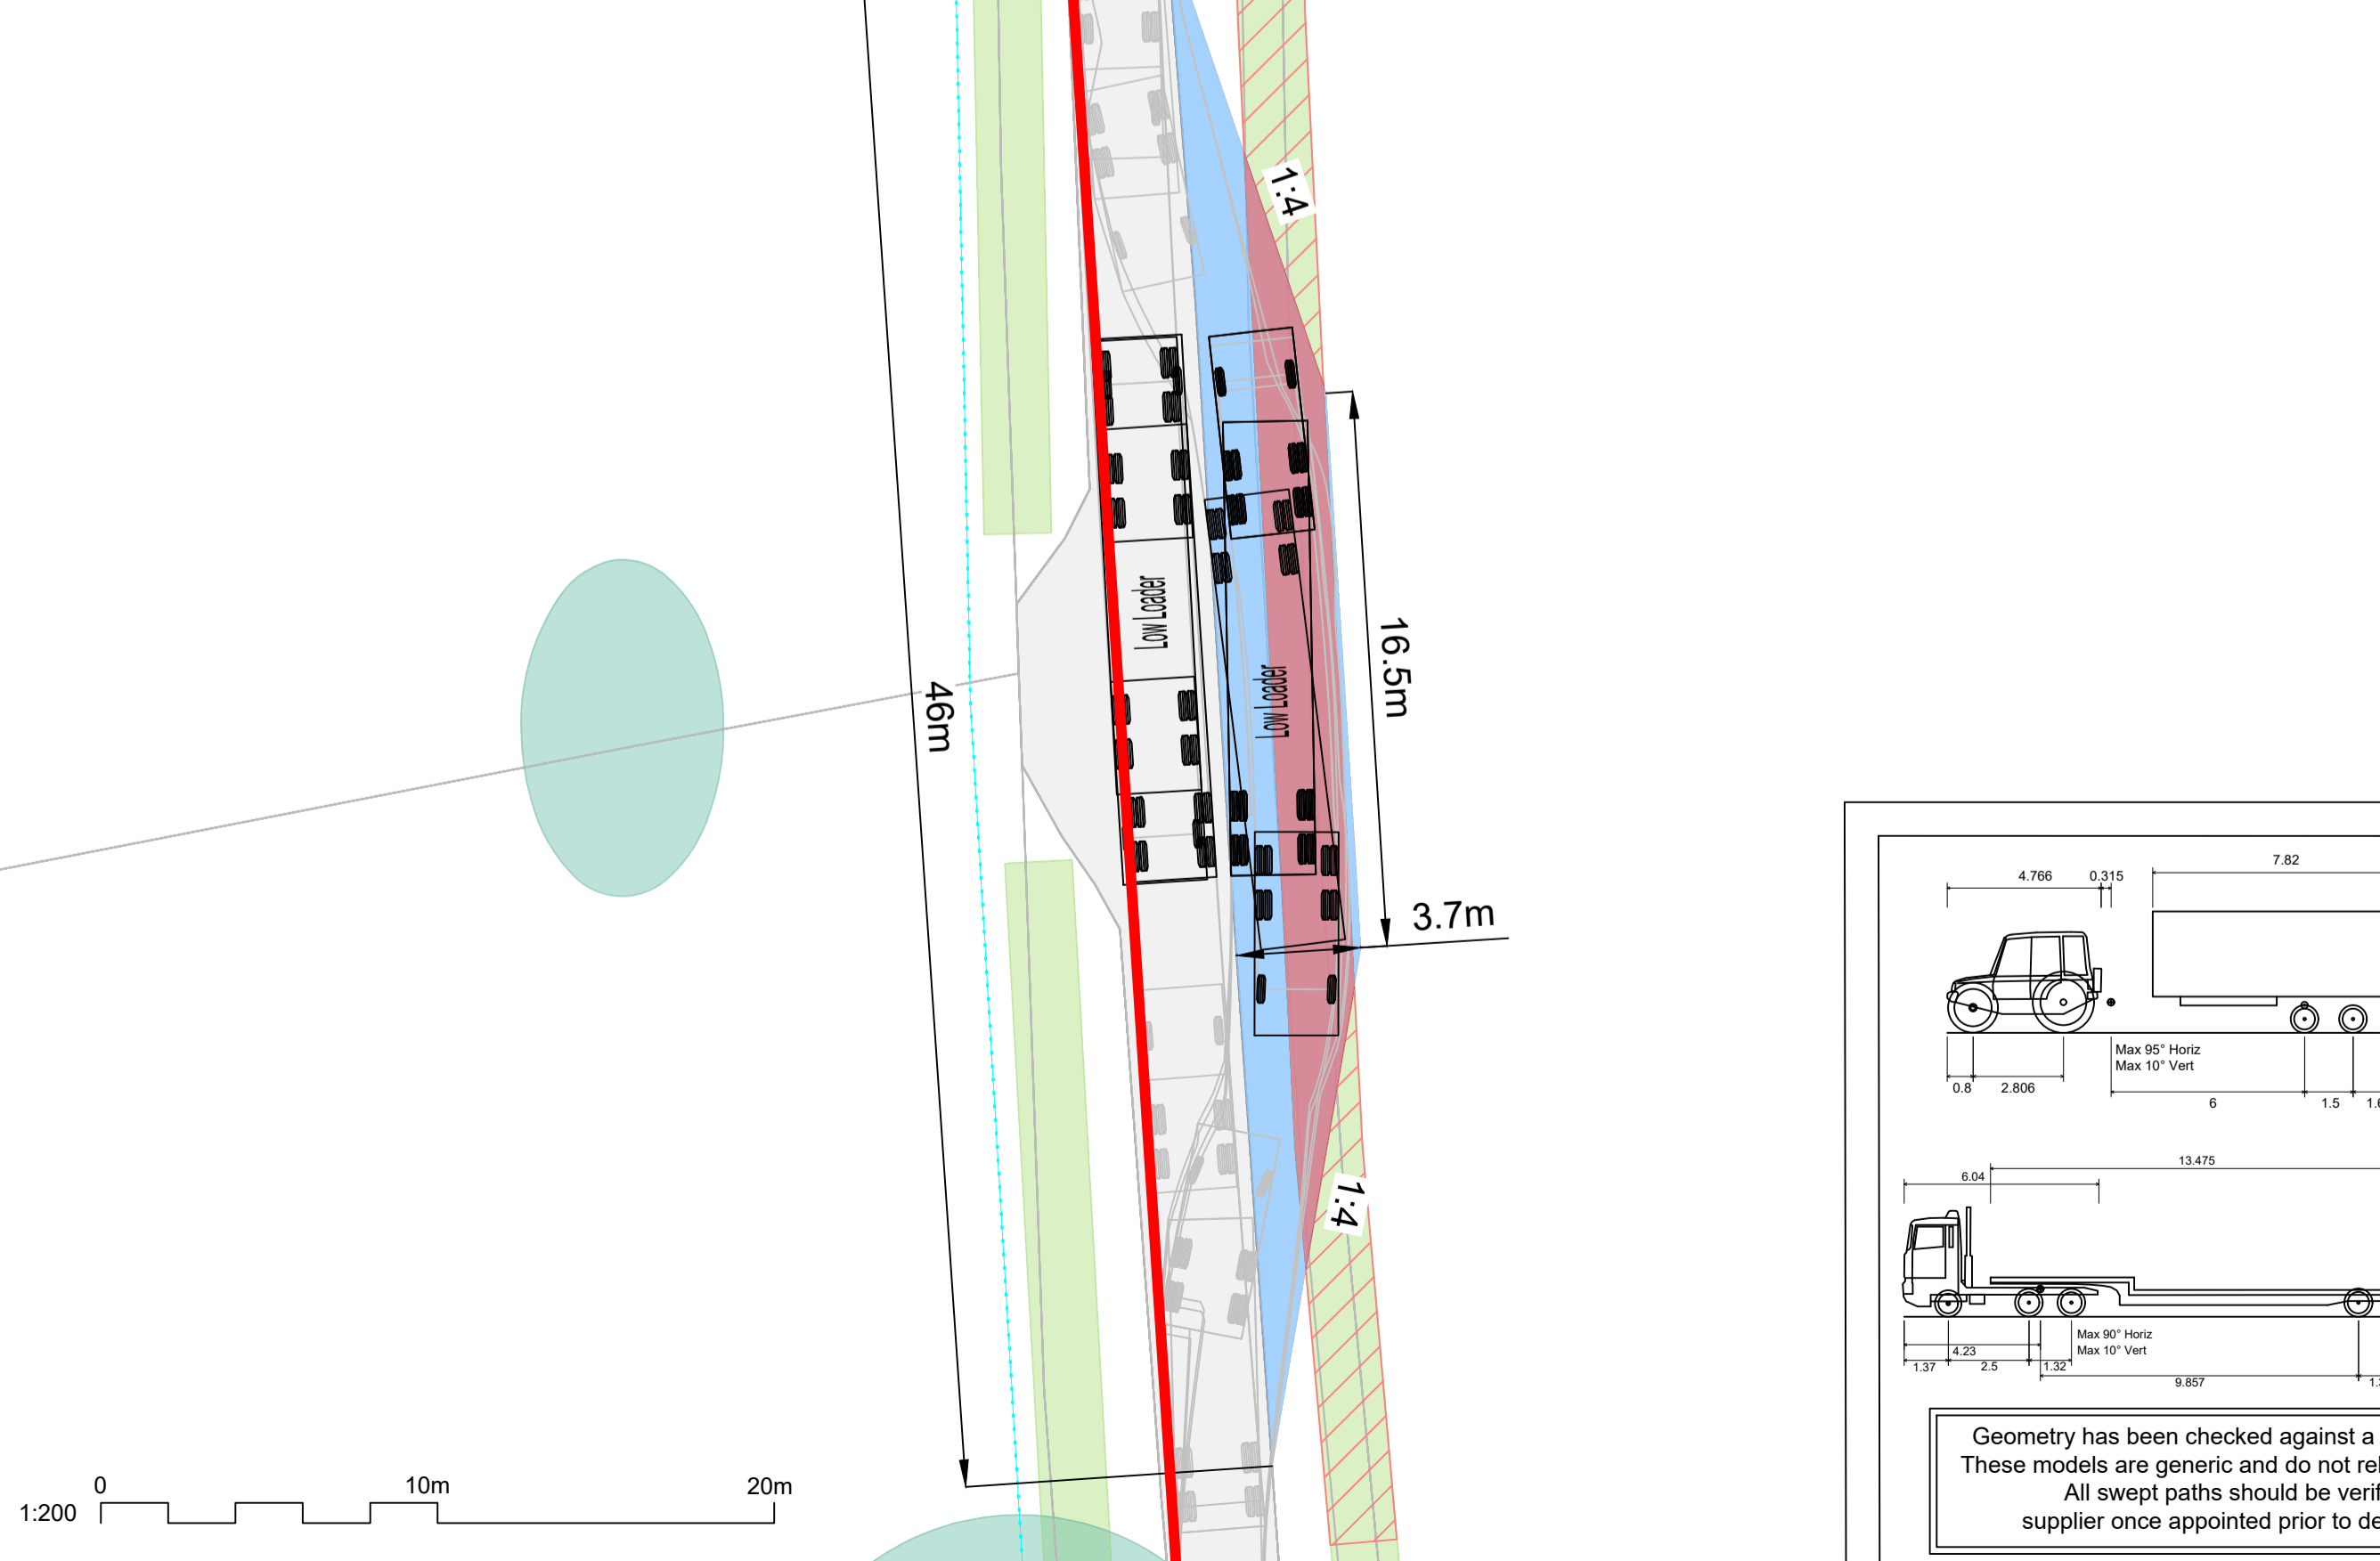 1:4
Low Loader
Low Loader
46m
16.5m
3.7m
1:4
0
10m
20m
1:200
7.82
4.766
0.315
Max 95° Horiz
Max 10° Vert
0.8
2.806
6
1.5
13.475
6.04
Max 90° Horiz
Max 10° Vert
4.23
1.37
2.5
1.32
9.857
Geometry has been checked against a
These models are generic and do not
All swept paths should be
supplier once appointed prior to